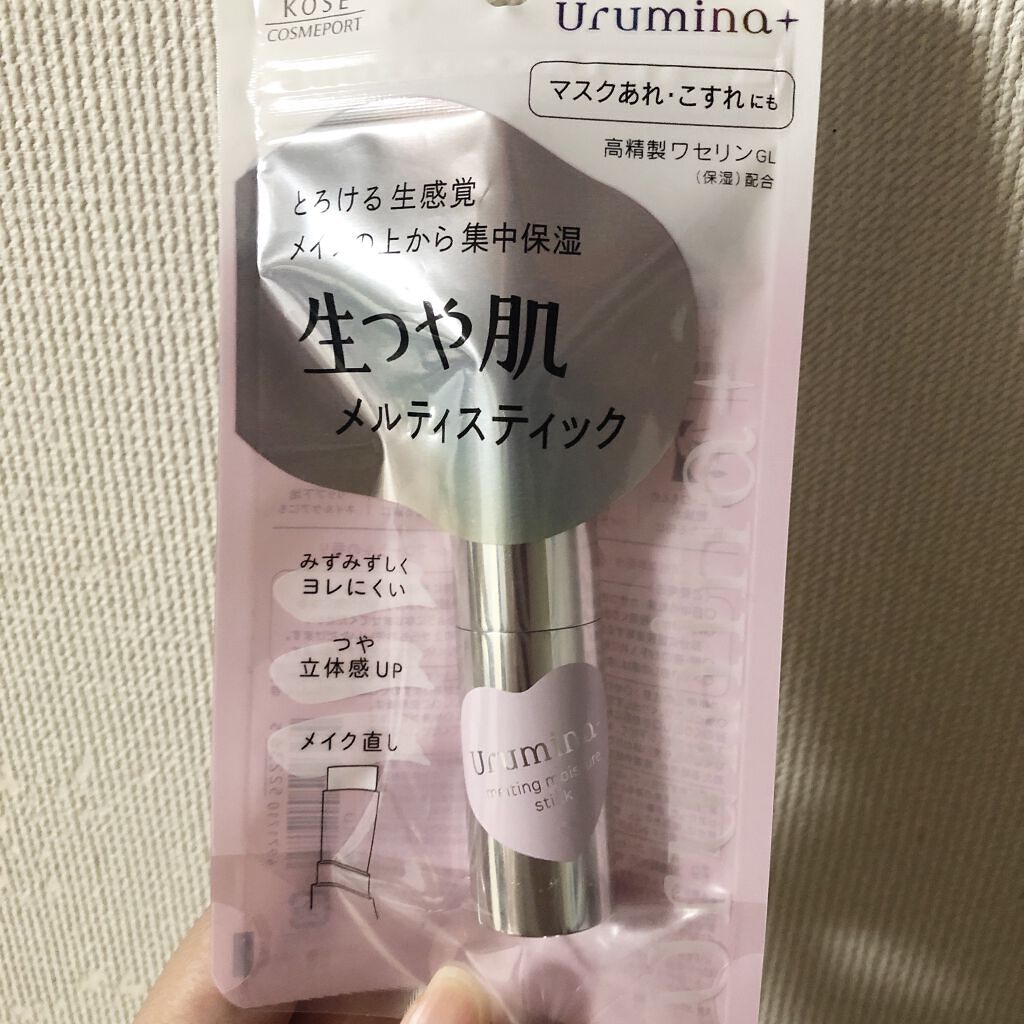 KOSÉ
COSMEPORT
Urumina+
マスクあれ・こすれにも
高精製ワセリンGL
(保湿)配合
とろける生感覚
メイクの上から集中保湿
生つや肌
メルティスティック
みずみずしく
ヨレにくい
つや
立体感UP
メイク直し
Urumina+
melting moisture
stick
Urumina+